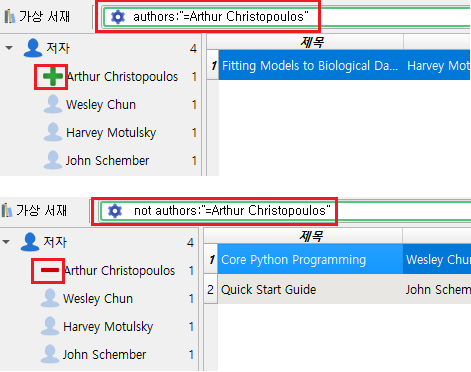 가상 서재 authors:"=Arthur Christopoulos"
저자 4 제목
Arthur Christopoulos 1 1 Fitting Models to Biological Da... Harvey Mot
Wesley Chun 1
Harvey Motulsky 1
John Schember 1
가상 서재 not authors:"=Arthur Christopoulos"
저자 4 제목
Arthur Christopoulos 1 1 Core Python Programming Wesley Chu
Wesley Chun 1 2 Quick Start Guide John Schem
Harvey Motulsky 1
John Schember 1